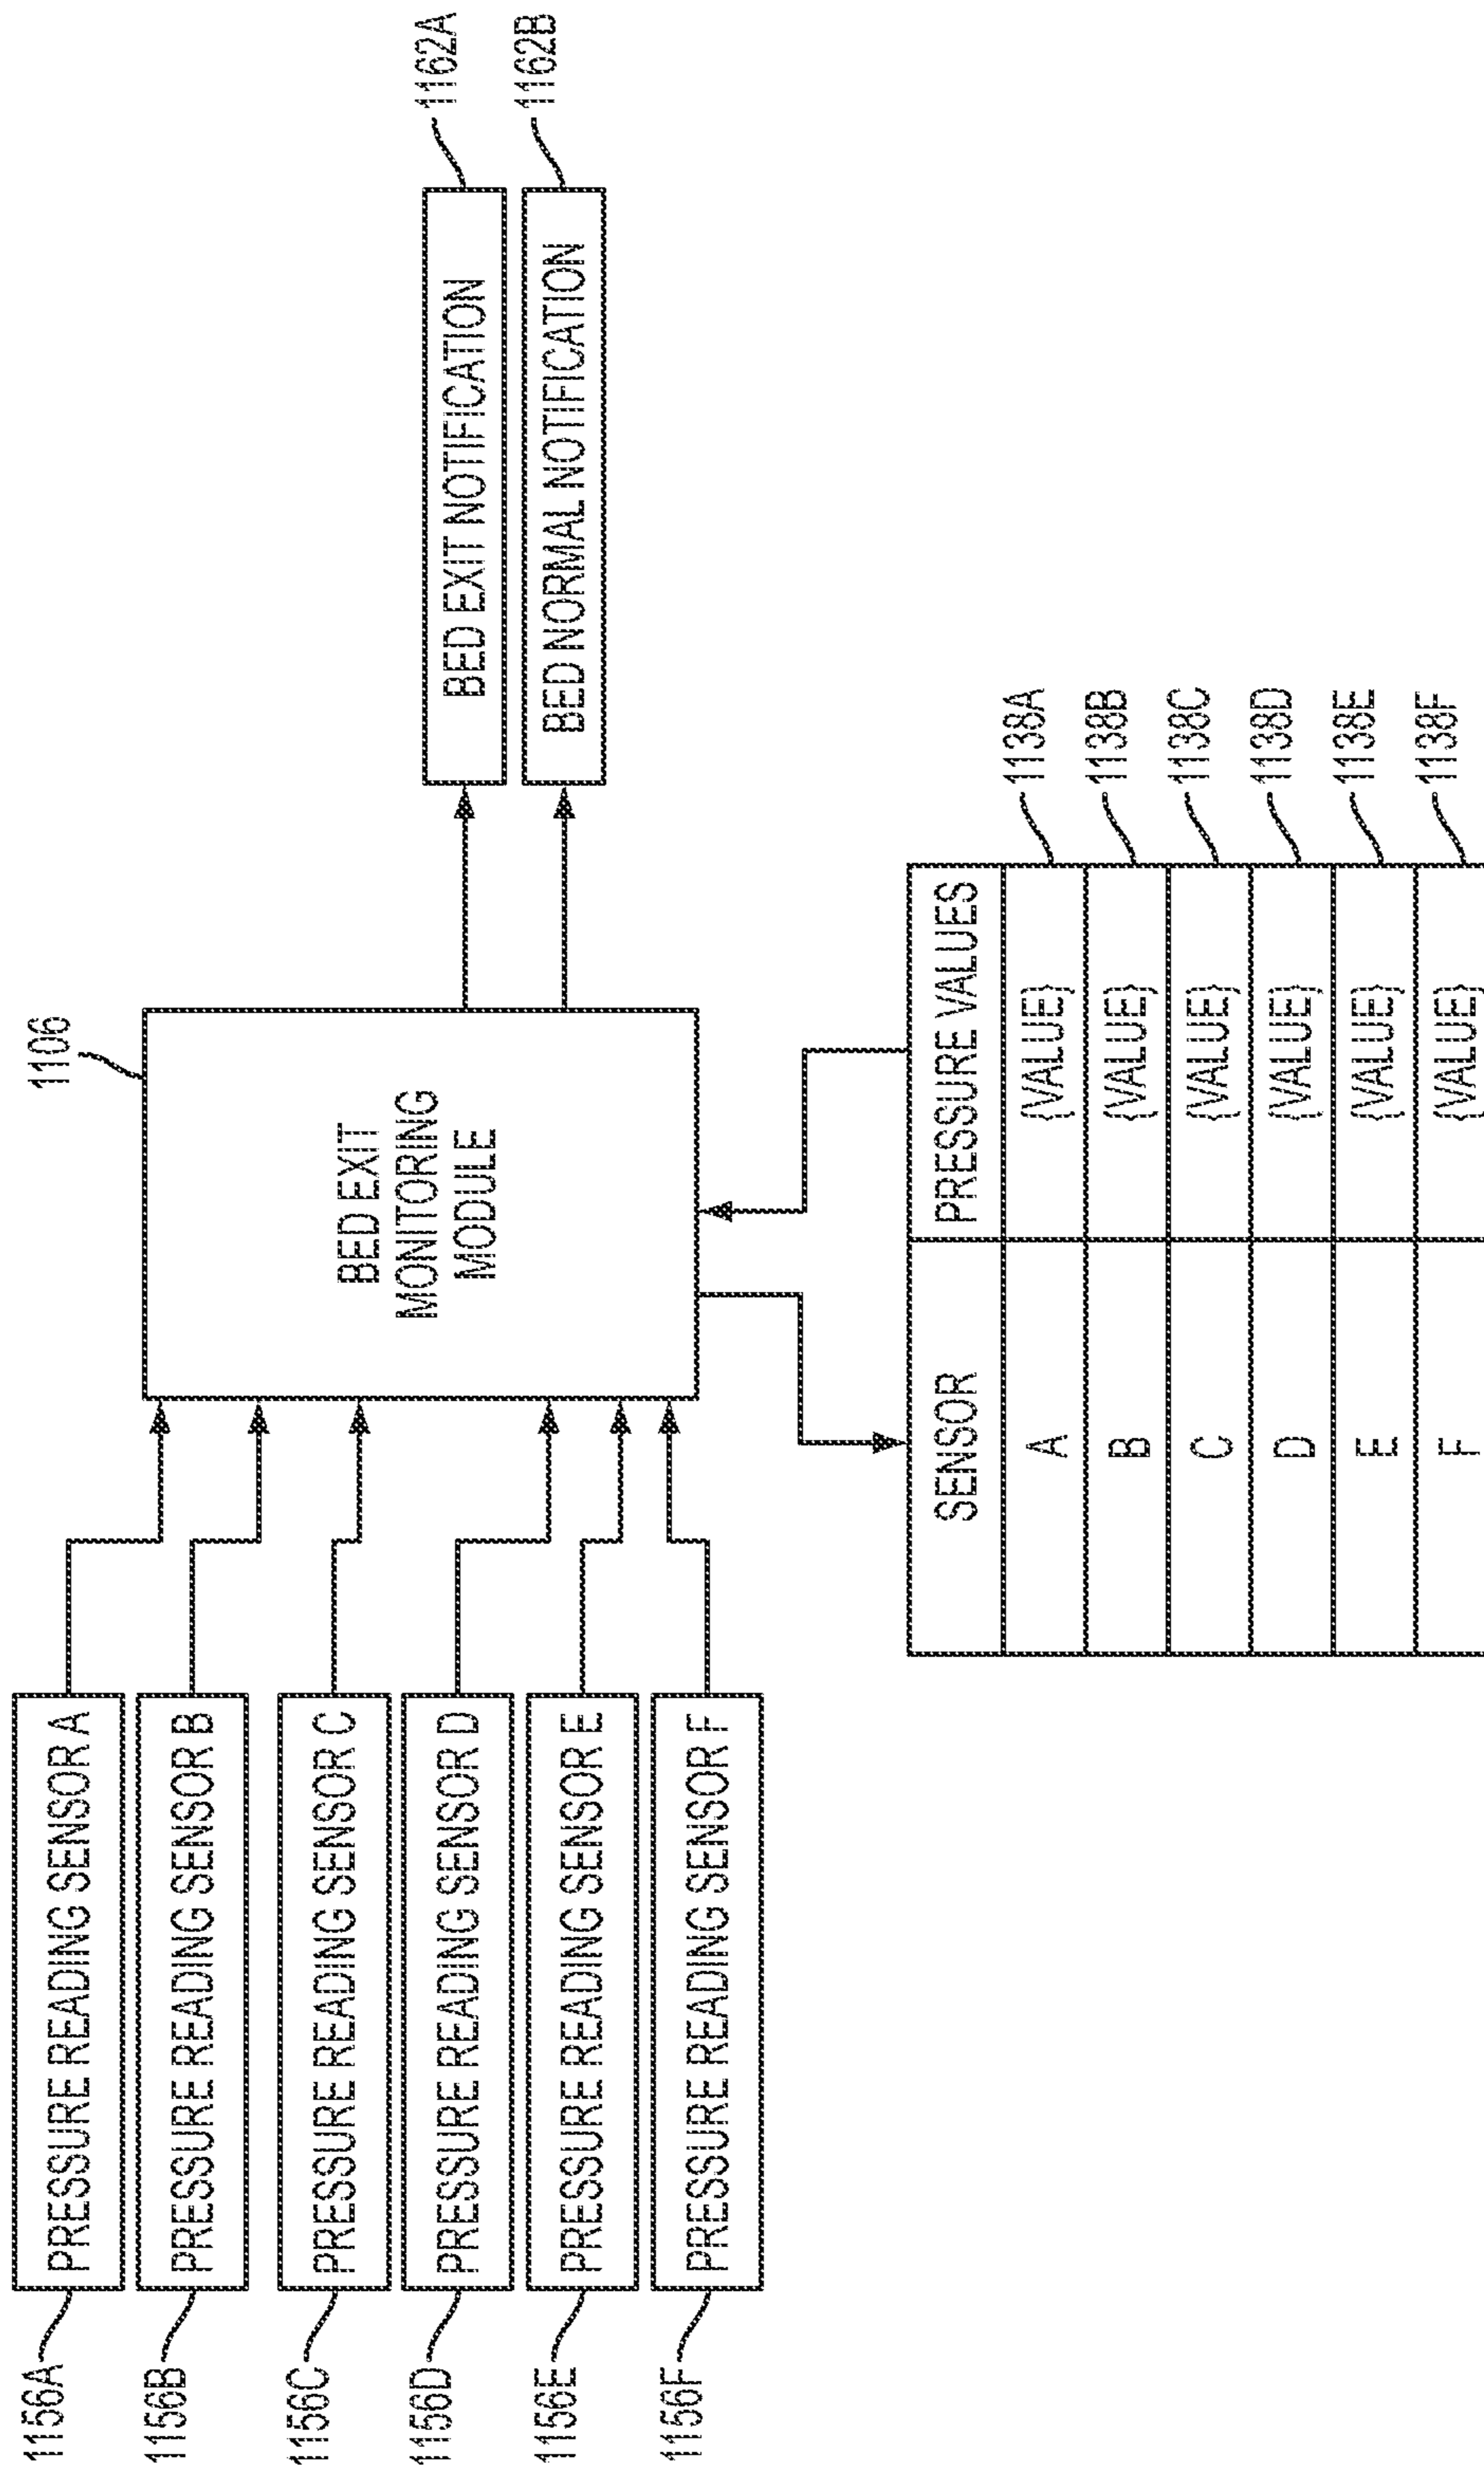 1156A
PRESSURE READING SENSOR A
1156B
PRESSURE READING SENSOR B
1156C
PRESSURE READING SENSOR C
1156D
PRESSURE READING SENSOR D
1156E
PRESSURE READING SENSOR E
1156F
PRESSURE READING SENSOR F
1106
BED EXIT
MONITORING
MODULE
BED EXIT NOTIFICATION
1162A
BED NORMAL NOTIFICATION
1162B
SENSOR PRESSURE VALUES
A {VALUE} 1138A
B {VALUE} 1138B
C {VALUE} 1138C
D {VALUE} 1138D
E {VALUE} 1138E
F {VALUE} 1138F